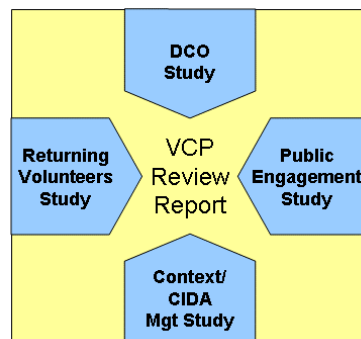 DCO
Study
Returning
Volunteers
Study
VCP
Review
Report
Public
Engagement
Study
Context/
CIDA
Mgt Study